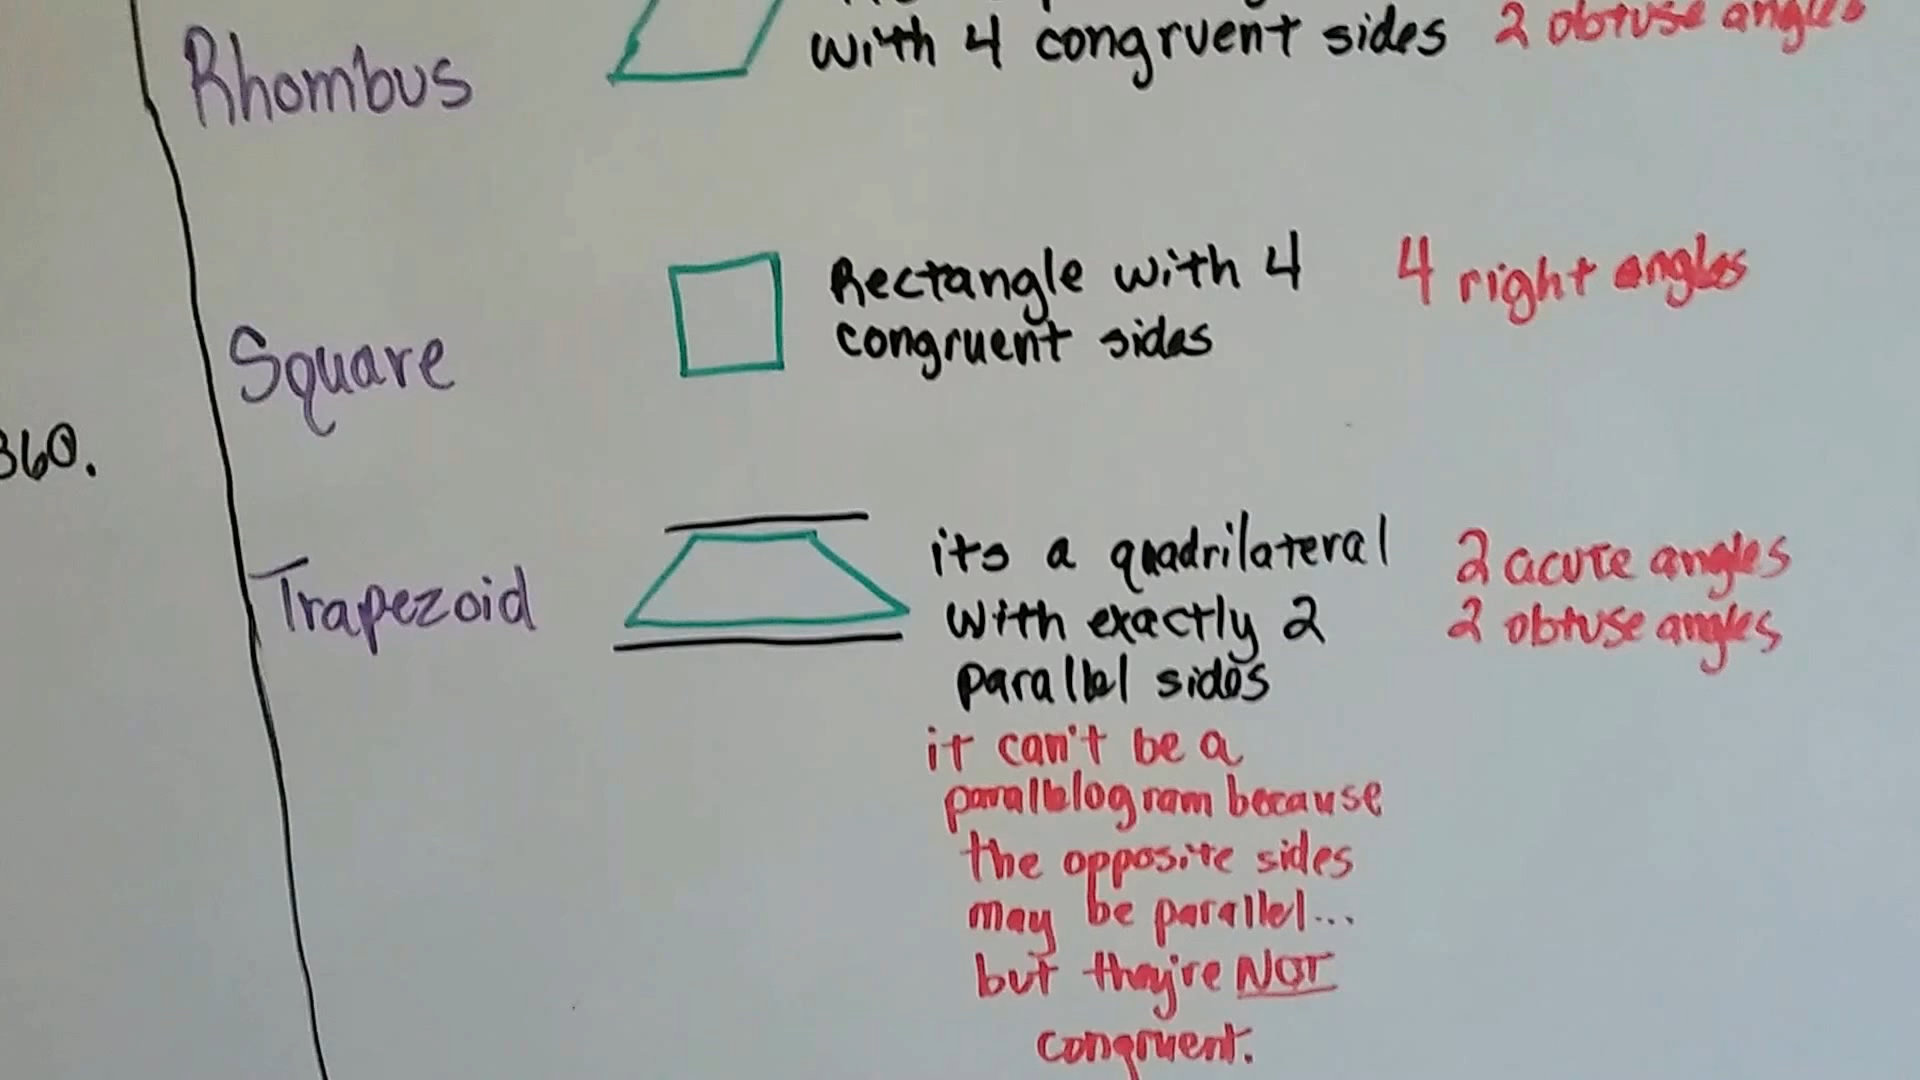 with 4 congruent sides 2 obtuse angles
Rhombus
Rectangle with 4 4 right angles
congruent sides
Square
360.
its a quadrilateral 2 acute angles
with exactly 2 2 obtuse angles
parallel sides
Trapezoid
it can't be a
parallelogram because
the opposite sides
may be parallel...
but they're NOT
congruent.